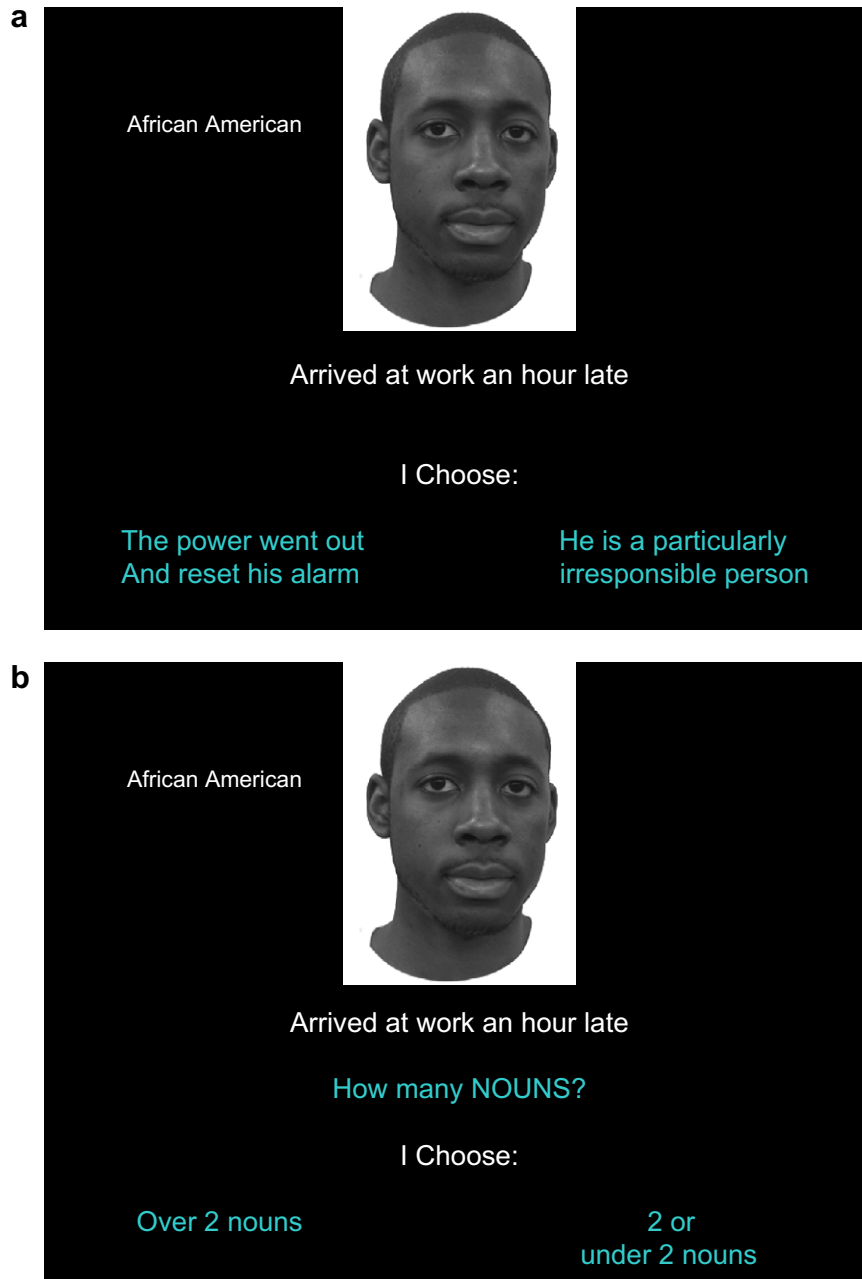 a
African American
Arrived at work an hour late
I Choose:
The power went out
And reset his alarm
He is a particularly
irresponsible person
b
African American
Arrived at work an hour late
How many NOUNS?
I Choose:
Over 2 nouns
2 or
under 2 nouns